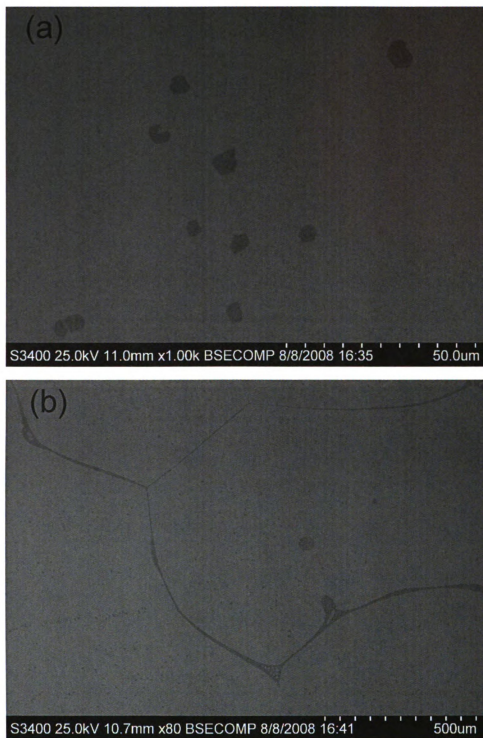 (a)
S3400 25.0kV 11.0mm x1.00k BSECOMP 8/8/2008 16:35 50.0um
(b)
S3400 25.0kV 10.7mm x80 BSECOMP 8/8/2008 16:41 500um